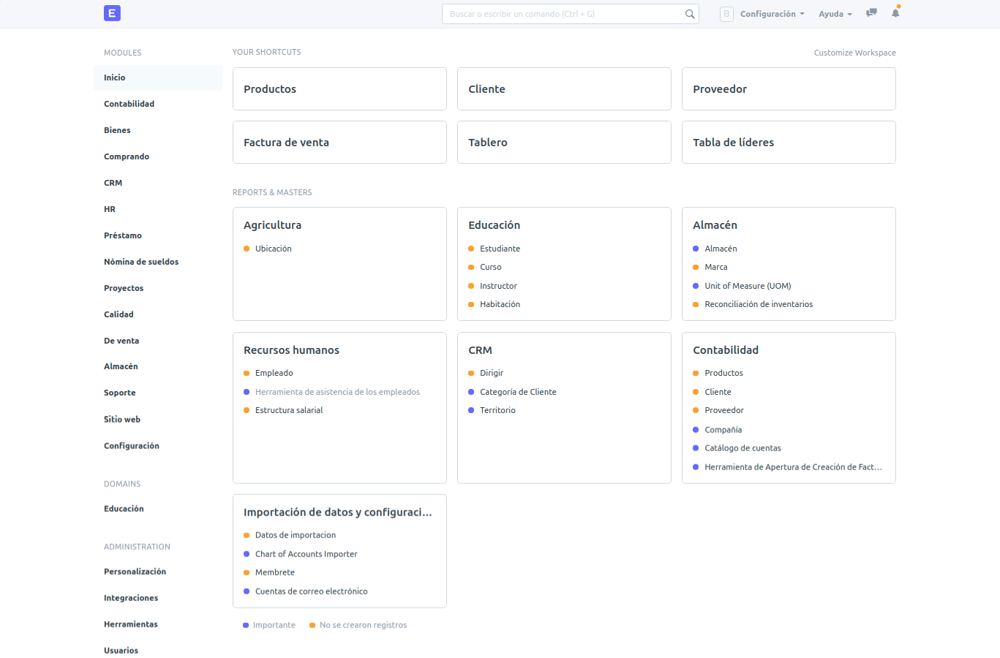 E
Buscar o escribir un comando (Ctrl + G)
B
Configuración
Ayuda
MODULES
Inicio
Contabilidad
Bienes
Comprando
CRM
HR
Préstamo
Nómina de sueldos
Proyectos
Calidad
De venta
Almacén
Soporte
Sitio web
Configuración
DOMAINS
Educación
ADMINISTRATION
Personalización
Integraciones
Herramientas
Usuarios
YOUR SHORTCUTS
Customize Workspace
Productos
Cliente
Proveedor
Factura de venta
Tablero
Tabla de líderes
REPORTS & MASTERS
Agricultura
Ubicación
Educación
Estudiante
Curso
Instructor
Habitación
Almacén
Almacén
Marca
Unit of Measure (UOM)
Reconciliación de inventarios
Recursos humanos
Empleado
Herramienta de asistencia de los empleados
Estructura salarial
CRM
Dirigir
Categoría de Cliente
Territorio
Contabilidad
Productos
Cliente
Proveedor
Compañía
Catálogo de cuentas
Herramienta de Apertura de Creación de Fact...
Importación de datos y configuraci...
Datos de importacion
Chart of Accounts Importer
Membrete
Cuentas de correo electrónico
Importante
No se crearon registros